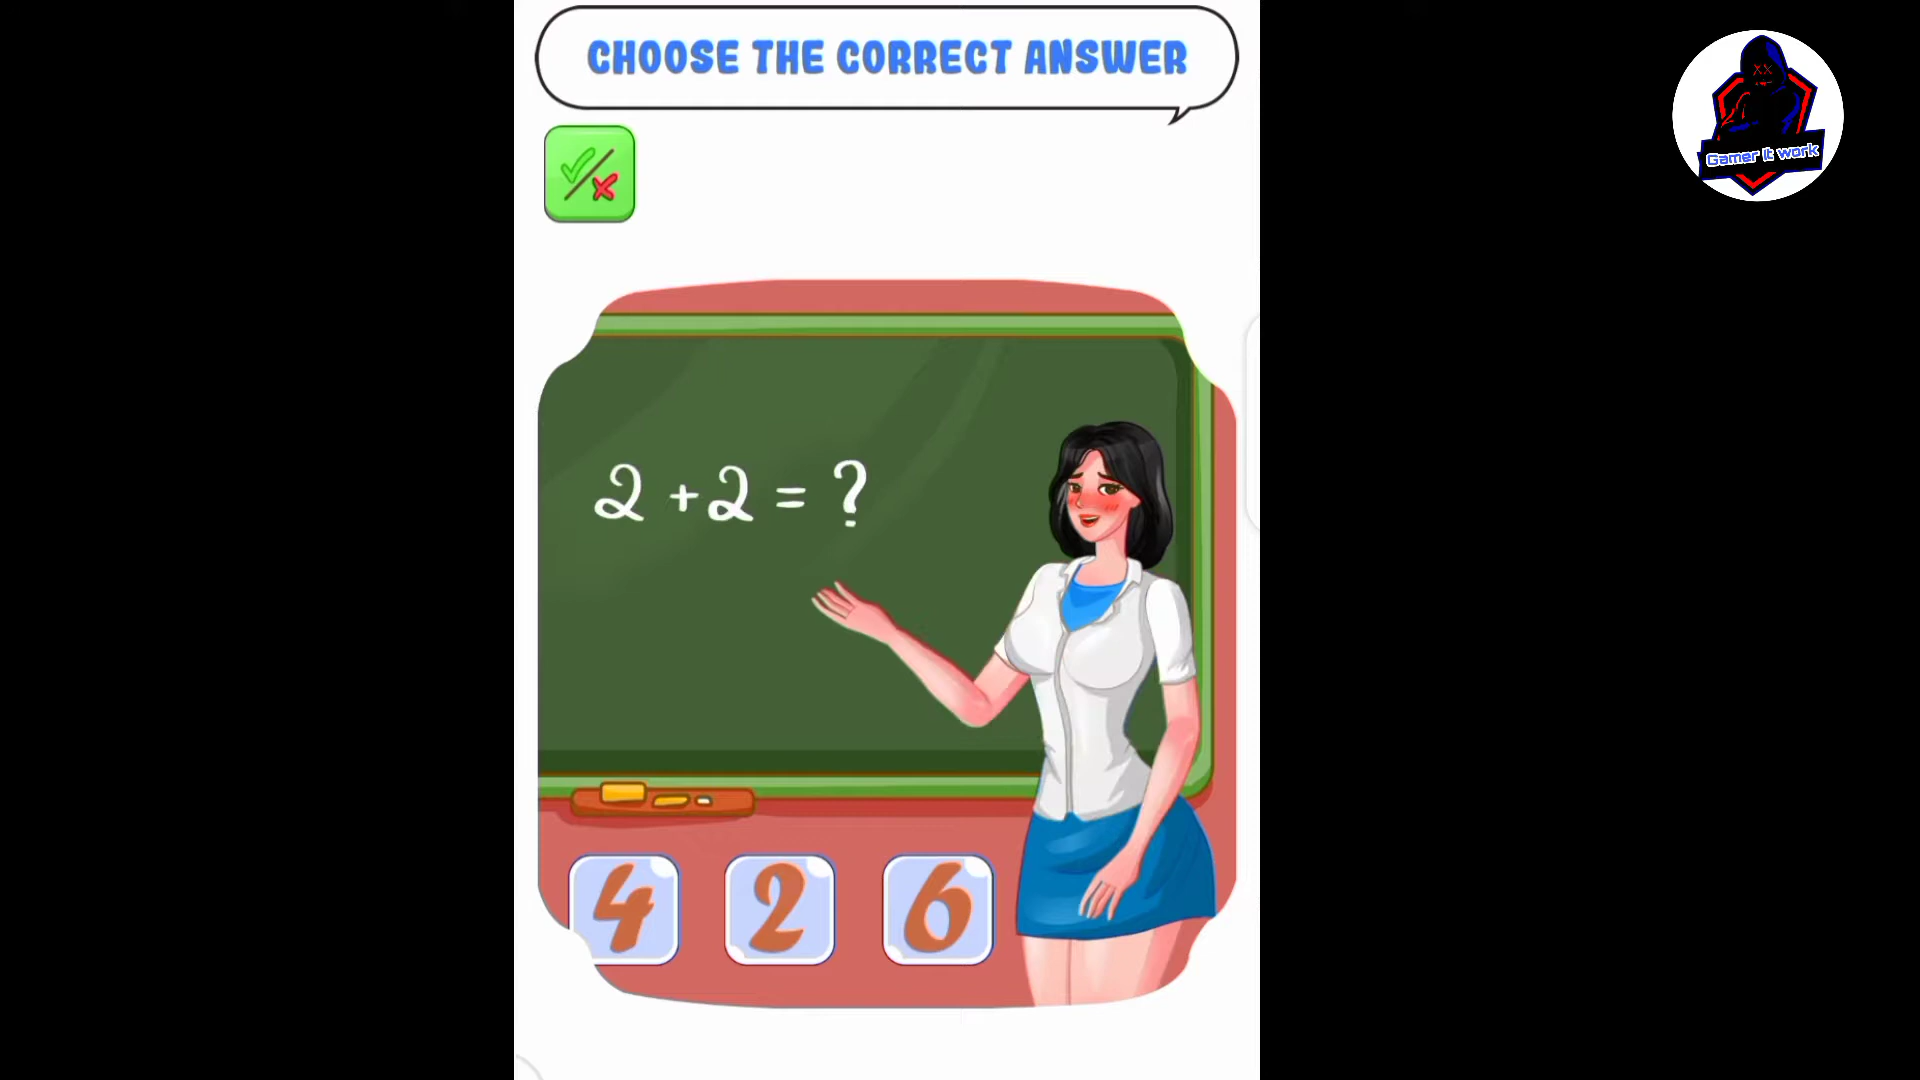 CHOOSE THE CORRECT ANSWER
Gamer it work
2 + 2 = ?
4 2 6